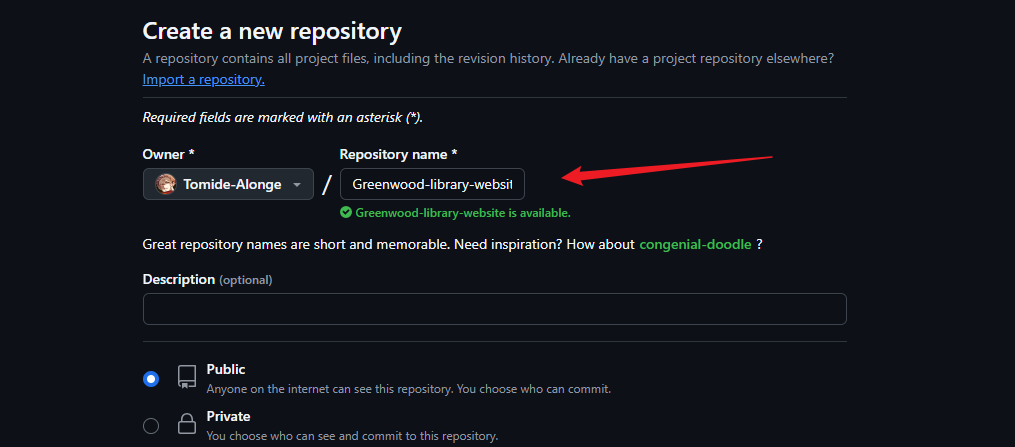 Create a new repository
A repository contains all project files, including the revision history. Already have a project repository elsewhere?
Import a repository.
Required fields are marked with an asterisk (*).
Owner * Repository name *
Tomide-Alonge / Greenwood-library-websit
Greenwood-library-website is available.
Great repository names are short and memorable. Need inspiration? How about congenial-doodle ?
Description (optional)
Public
Anyone on the internet can see this repository. You choose who can commit.
Private
You choose who can see and commit to this repository.